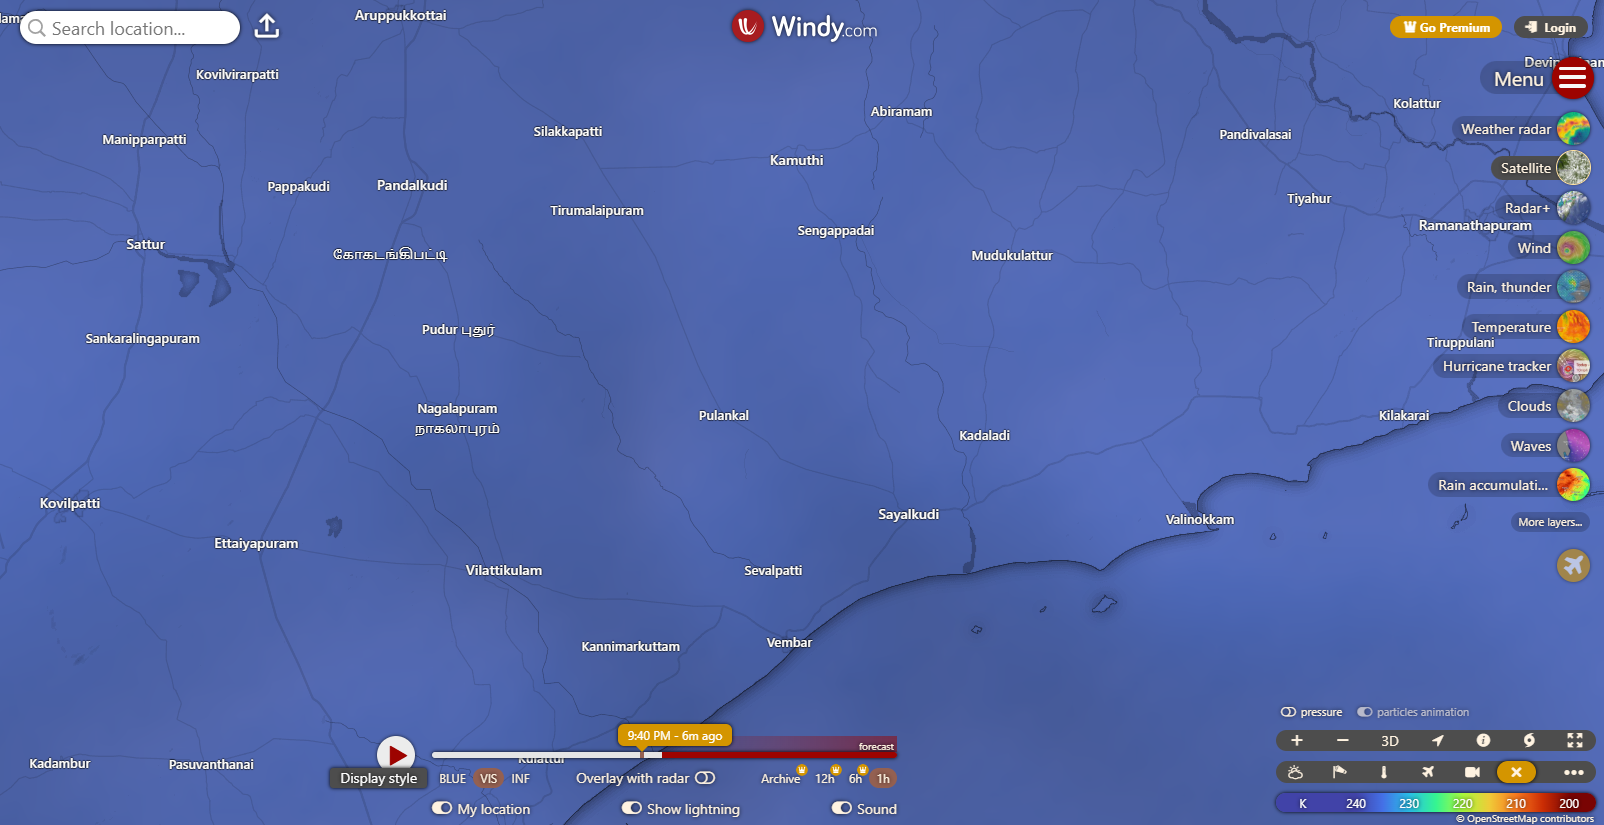 Search location...
Windy.com
Go Premium
Login
Menu
Weather radar
Satellite
Radar+
Wind
Rain, thunder
Temperature
Hurricane tracker
Clouds
Waves
Rain accumulati...
More layers...
Aruppukkottai
Kovilvirarpatti
Abiramam
Kolattur
Silakkapatti
Pandivalasai
Manipparpatti
Kamuthi
Pappakudi
Pandalkudi
Tiyahur
Tirumalaipuram
Ramanathapuram
Sengappadai
Sattur
கோகடங்கிபட்டி
Mudukulattur
Pudur புதுர்
Sankaralingapuram
Tiruppulani
Nagalapuram
நாகலாபுரம்
Pulankal
Kilakarai
Kadaladi
Kovilpatti
Sayalkudi
Valinokkam
Ettaiyapuram
Vilattikulam
Sevalpatti
Kannimarkuttam
Vembar
Kadambur
Pasuvanthanai
Kulattur
9:40 PM - 6m ago
forecast
Display style
BLUE VIS INF
Overlay with radar
Archive 12h 6h 1h
My location
Show lightning
Sound
pressure
particles animation
+ − 3D
K 240 230 220 210 200
© OpenStreetMap contributors